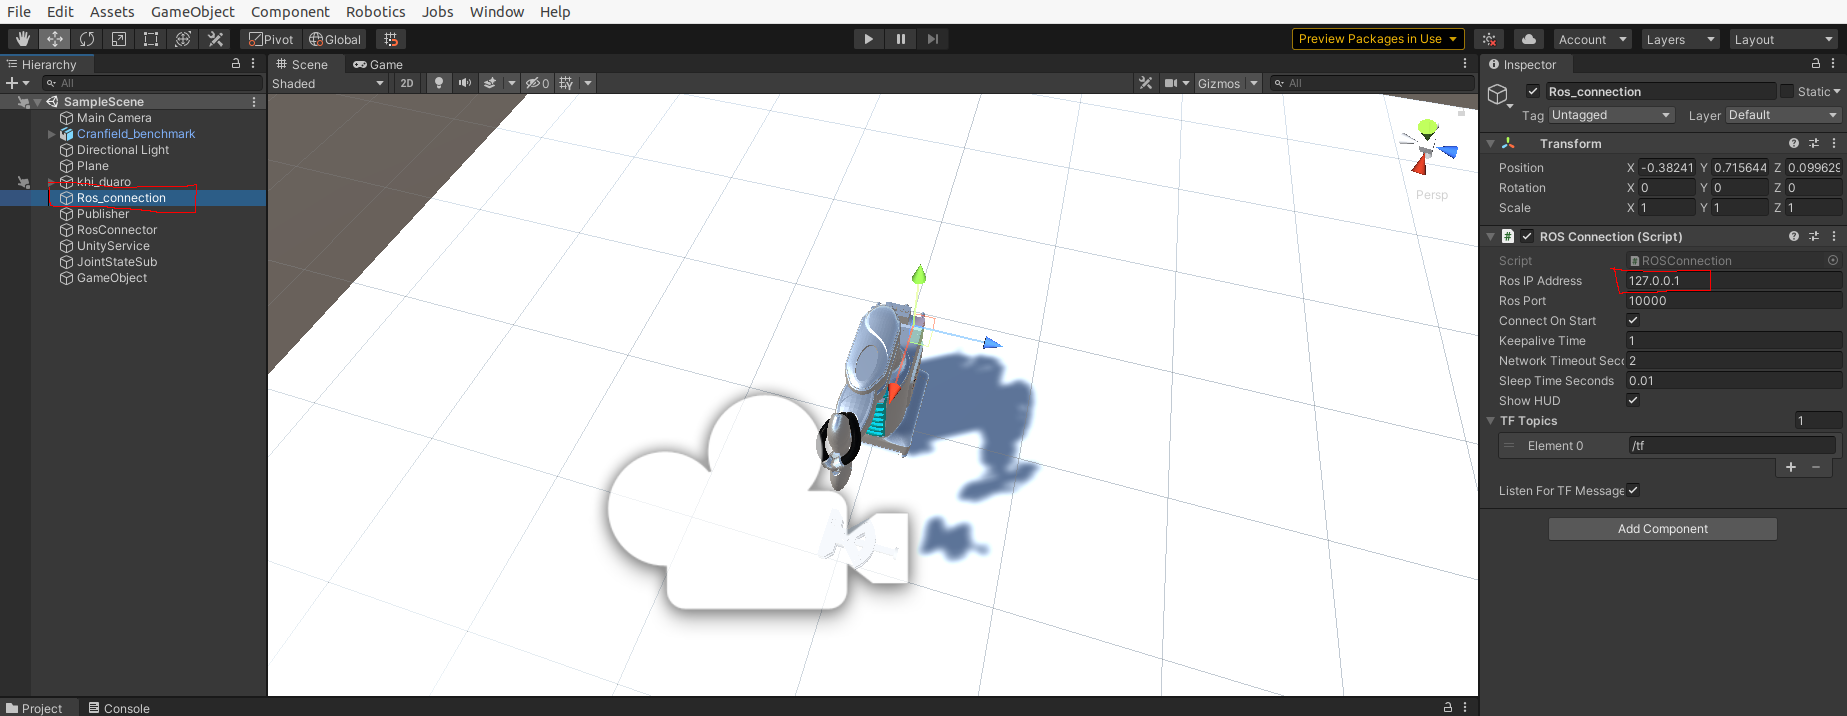 File Edit Assets GameObject Component Robotics Jobs Window Help
Pivot Global Preview Packages in Use Account Layers Layout
Hierarchy
All
SampleScene
Main Camera
Cranfield_benchmark
Directional Light
Plane
khi_duaro
Ros_connection
Publisher
RosConnector
UnityService
JointStateSub
GameObject
Scene Game
Shaded 2D 0 Gizmos All
Persp
Inspector
Ros_connection Static
Tag Untagged Layer Default
Transform
Position X -0.38241 Y 0.715644 Z 0.099629
Rotation X 0 Y 0 Z 0
Scale X 1 Y 1 Z 1
# ROS Connection (Script)
Script ROSConnection
Ros IP Address 127.0.0.1
Ros Port 10000
Connect On Start
Keepalive Time 1
Network Timeout Seco 2
Sleep Time Seconds 0.01
Show HUD
TF Topics 1
Element 0 /tf
Listen For TF Message
Add Component
Project Console